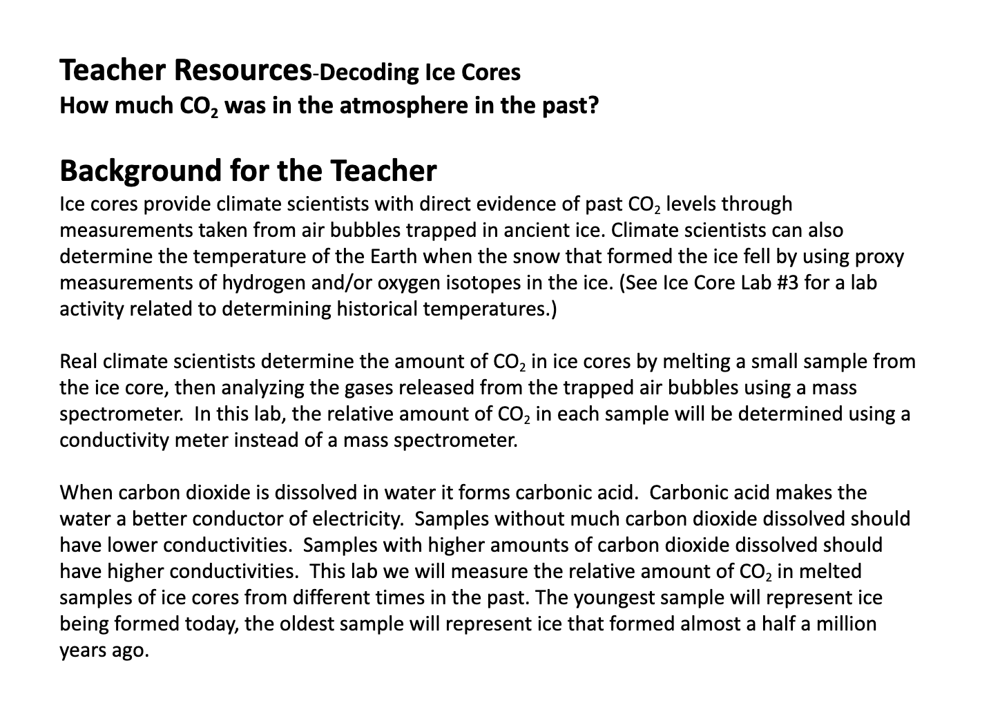 Teacher Resources-Decoding Ice Cores
How much CO₂ was in the atmosphere in the past?
Background for the Teacher
Ice cores provide climate scientists with direct evidence of past CO₂ levels through
measurements taken from air bubbles trapped in ancient ice. Climate scientists can also
determine the temperature of the Earth when the snow that formed the ice fell by using proxy
measurements of hydrogen and/or oxygen isotopes in the ice. (See Ice Core Lab #3 for a lab
activity related to determining historical temperatures.)
Real climate scientists determine the amount of CO₂ in ice cores by melting a small sample from
the ice core, then analyzing the gases released from the trapped air bubbles using a mass
spectrometer.  In this lab, the relative amount of CO₂ in each sample will be determined using a
conductivity meter instead of a mass spectrometer.
When carbon dioxide is dissolved in water it forms carbonic acid.  Carbonic acid makes the
water a better conductor of electricity.  Samples without much carbon dioxide dissolved should
have lower conductivities.  Samples with higher amounts of carbon dioxide dissolved should
have higher conductivities.  This lab we will measure the relative amount of CO₂ in melted
samples of ice cores from different times in the past. The youngest sample will represent ice
being formed today, the oldest sample will represent ice that formed almost a half a million
years ago.